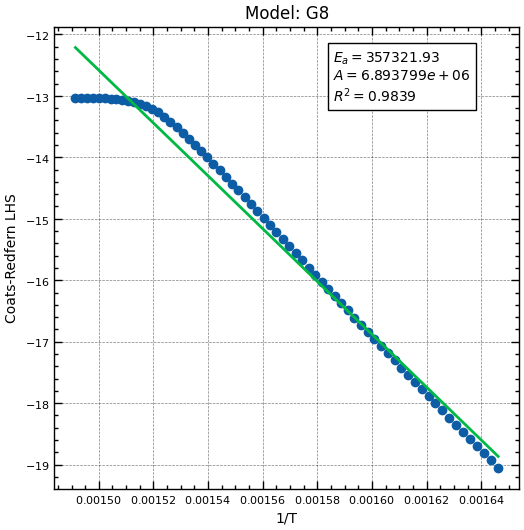 Model: G8
−12
−13
−14
−15
−16
−17
−18
−19
Coats-Redfern LHS
E_a = 357321.93
A = 6.893799e + 06
R² = 0.9839
0.00150 0.00152 0.00154 0.00156 0.00158 0.00160 0.00162 0.00164
1/T